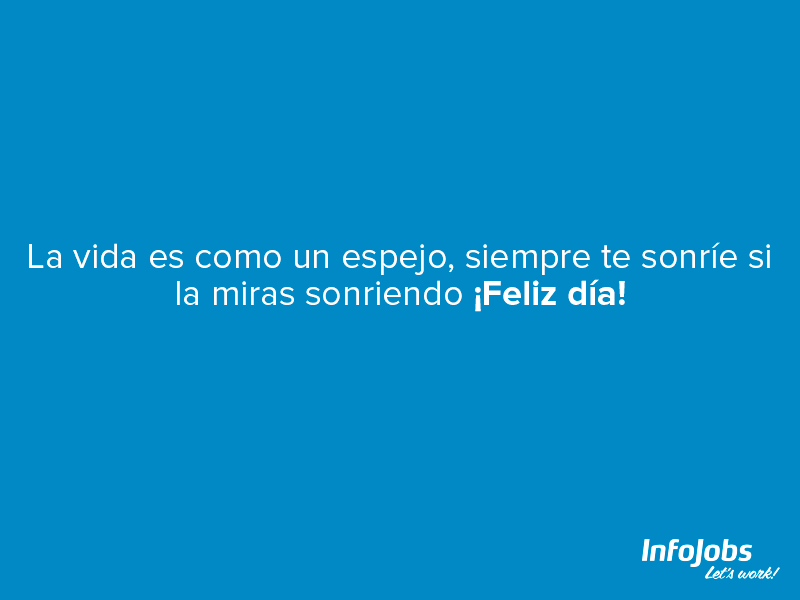 La vida es como un espejo, siempre te sonríe si
la miras sonriendo ¡Feliz día!
InfoJobs
Let's work!